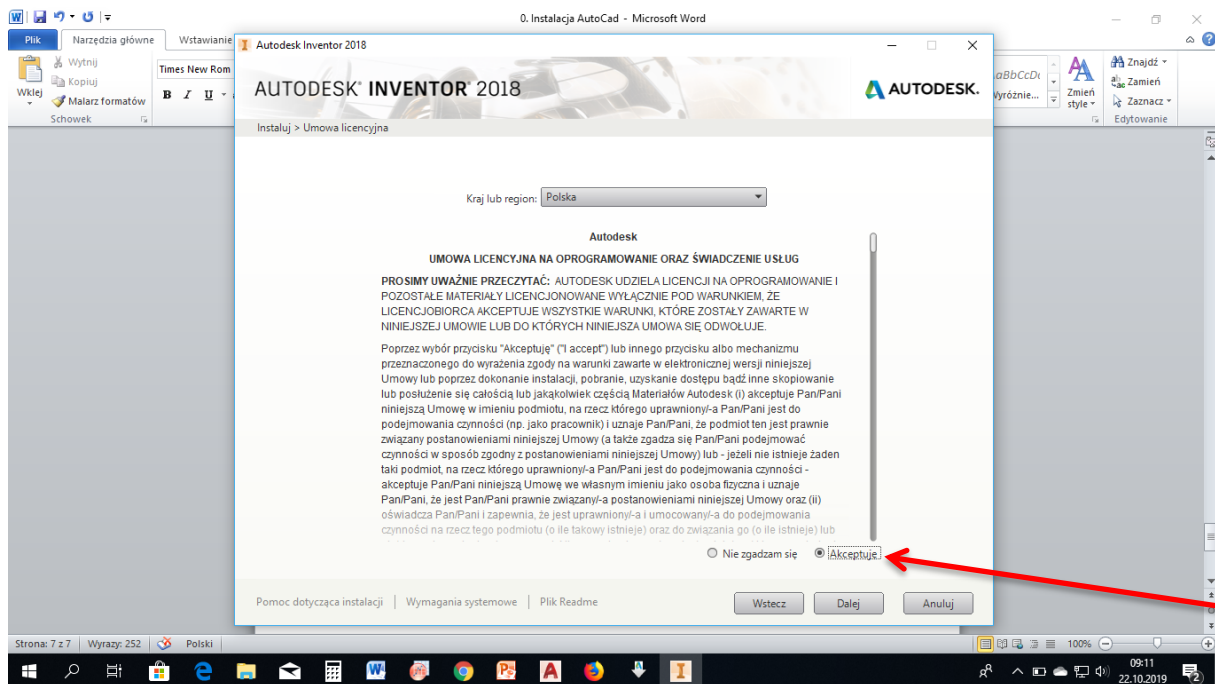 0. Instalacja AutoCad - Microsoft Word
Plik Narzędzia główne Wstawianie
Wytnij
Kopiuj
Malarz formatów
Wklej
Schowek
Times New Rom
B I U
AaBbCcDc
Wyróżnie...
Zmień style
Znajdź
Zamień
Zaznacz
Edytowanie
Autodesk Inventor 2018
AUTODESK® INVENTOR® 2018
AUTODESK.
Instaluj > Umowa licencyjna
Kraj lub region: Polska
Autodesk
UMOWA LICENCYJNA NA OPROGRAMOWANIE ORAZ ŚWIADCZENIE USŁUG
PROSIMY UWAŻNIE PRZECZYTAĆ: AUTODESK UDZIELA LICENCJI NA OPROGRAMOWANIE I
POZOSTAŁE MATERIAŁY LICENCJONOWANE WYŁĄCZNIE POD WARUNKIEM, ŻE
LICENCJOBIORCA AKCEPTUJE WSZYSTKIE WARUNKI, KTÓRE ZOSTAŁY ZAWARTE W
NINIEJSZEJ UMOWIE LUB DO KTÓRYCH NINIEJSZA UMOWA SIĘ ODWOŁUJE.
Poprzez wybór przycisku "Akceptuję" ("I accept") lub innego przycisku albo mechanizmu
przeznaczonego do wyrażenia zgody na warunki zawarte w elektronicznej wersji niniejszej
Umowy lub poprzez dokonanie instalacji, pobranie, uzyskanie dostępu bądź inne skopiowanie
lub posłużenie się całością lub jakąkolwiek częścią Materiałów Autodesk (i) akceptuje Pan/Pani
niniejszą Umowę w imieniu podmiotu, na rzecz którego uprawniony/-a Pan/Pani jest do
podejmowania czynności (np. jako pracownik) i uznaje Pan/Pani, że podmiot ten jest prawnie
związany postanowieniami niniejszej Umowy (a także zgadza się Pan/Pani podejmować
czynności w sposób zgodny z postanowieniami niniejszej Umowy) lub - jeżeli nie istnieje żaden
taki podmiot, na rzecz którego uprawniony/-a Pan/Pani jest do podejmowania czynności -
akceptuje Pan/Pani niniejszą Umowę we własnym imieniu jako osoba fizyczna i uznaje
Pan/Pani, że jest Pan/Pani prawnie związany/-a postanowieniami niniejszej Umowy oraz (ii)
oświadcza Pan/Pani i zapewnia, że jest uprawniony/-a i umocowany/-a do podejmowania
czynności na rzecz tego podmiotu (o ile takowy istnieje) oraz do związania go (o ile istnieje) lub
Nie zgadzam się Akceptuję
Pomoc dotycząca instalacji | Wymagania systemowe | Plik Readme
Wstecz Dalej Anuluj
Strona: 7 z 7 Wyrazy: 252 Polski 100%
09:11
22.10.2019
2